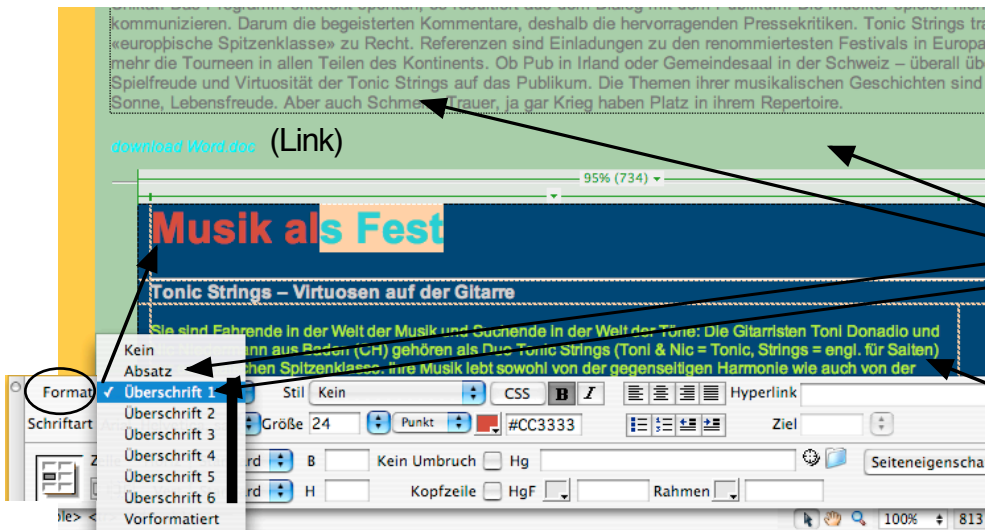 kommunizieren. Darum die begeisterten Kommentare, deshalb die hervorragenden Pressekritiken. Tonic Strings tra
«europþische Spitzenklasse» zu Recht. Referenzen sind Einladungen zu den renommiertesten Festivals in Europa
mehr die Tourneen in allen Teilen des Kontinents. Ob Pub in Irland oder Gemeindesaal in der Schweiz – überall üb
Spielfreude und Virtuosität der Tonic Strings auf das Publikum. Die Themen ihrer musikalischen Geschichten sind
Sonne, Lebensfreude. Aber auch Schmerz, Trauer, ja gar Krieg haben Platz in ihrem Repertoire.
download Word.doc (Link)
95% (734)
Musik als Fest
Tonic Strings – Virtuosen auf der Gitarre
Sie sind Fahrende in der Welt der Musik und Suchende in der Welt der Töne: Die Gitarristen Toni Donadio und
ann aus Baden (CH) gehören als Duo Tonic Strings (Toni & Nic = Tonic, Strings = engl. für Saiten)
chen Spitzenklasse. Ihre Musik lebt sowohl von der gegenseitigen Harmonie wie auch von der
Kein
Absatz
Format ✓ Überschrift 1 Stil Kein CSS B I Hyperlink
Überschrift 2
Schriftart Größe 24 Punkt #CC3333 Ziel
Überschrift 3
Überschrift 4
Z rd B Kein Umbruch Hg Seiteneigenscha
Überschrift 5
Überschrift 6 rd H Kopfzeile HgF Rahmen
Vorformatiert
ole> < 100% 813